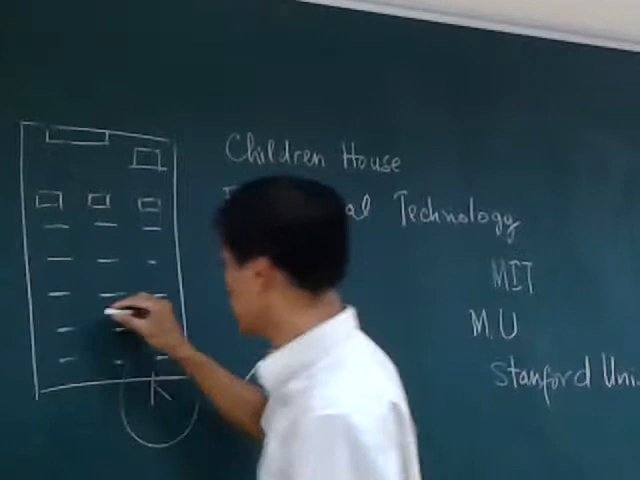 Children House
Technology
MIT
M.U
Stanford Uni.
K